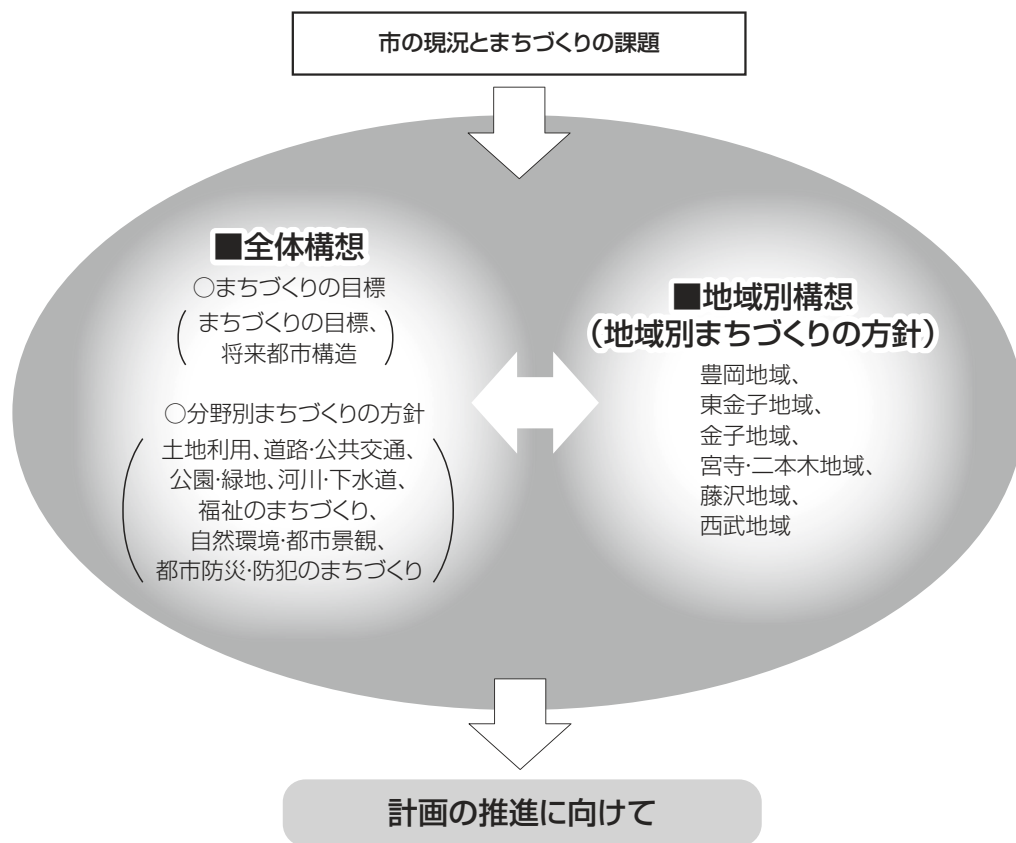 市の現況とまちづくりの課題
■全体構想
○まちづくりの目標
(まちづくりの目標、
将来都市構造)
○分野別まちづくりの方針
(土地利用、道路・公共交通、
公園・緑地、河川・下水道、
福祉のまちづくり、
自然環境・都市景観、
都市防災・防犯のまちづくり)
■地域別構想
(地域別まちづくりの方針)
豊岡地域、
東金子地域、
金子地域、
宮寺・二本木地域、
藤沢地域、
西武地域
計画の推進に向けて